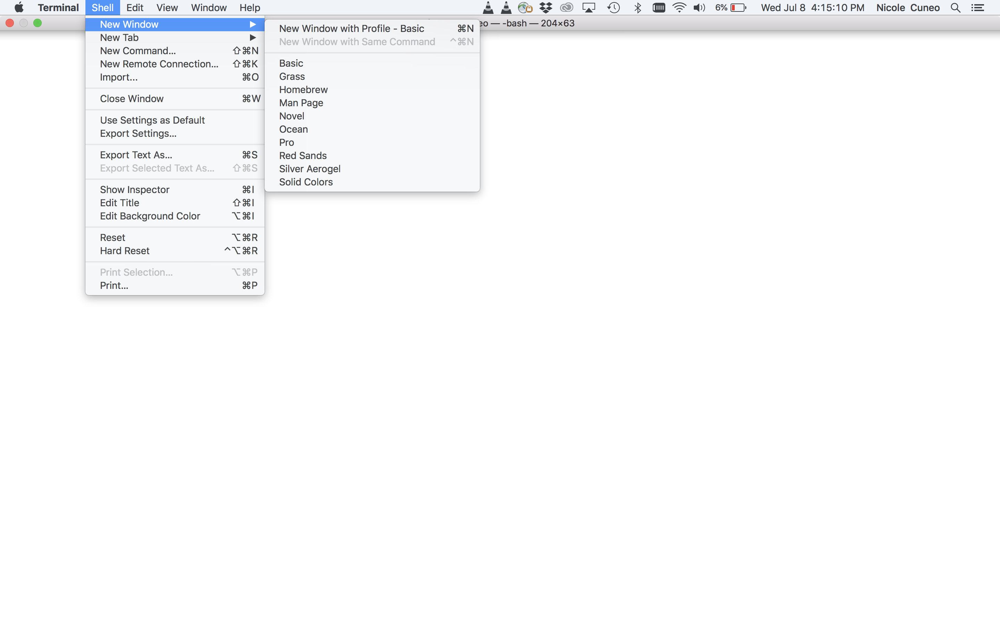 Terminal Shell Edit View Window Help 6% Wed Jul 8 4:15:10 PM Nicole Cuneo
eo — -bash — 204×63
New Window ▶
New Tab ▶
New Command... ⇧⌘N
New Remote Connection... ⇧⌘K
Import... ⌘O
Close Window ⌘W
Use Settings as Default
Export Settings...
Export Text As... ⌘S
Export Selected Text As... ⇧⌘S
Show Inspector ⌘I
Edit Title ⇧⌘I
Edit Background Color ⌥⌘I
Reset ⌥⌘R
Hard Reset ^⌥⌘R
Print Selection... ⌥⌘P
Print... ⌘P
New Window with Profile - Basic ⌘N
New Window with Same Command ^⌘N
Basic
Grass
Homebrew
Man Page
Novel
Ocean
Pro
Red Sands
Silver Aerogel
Solid Colors